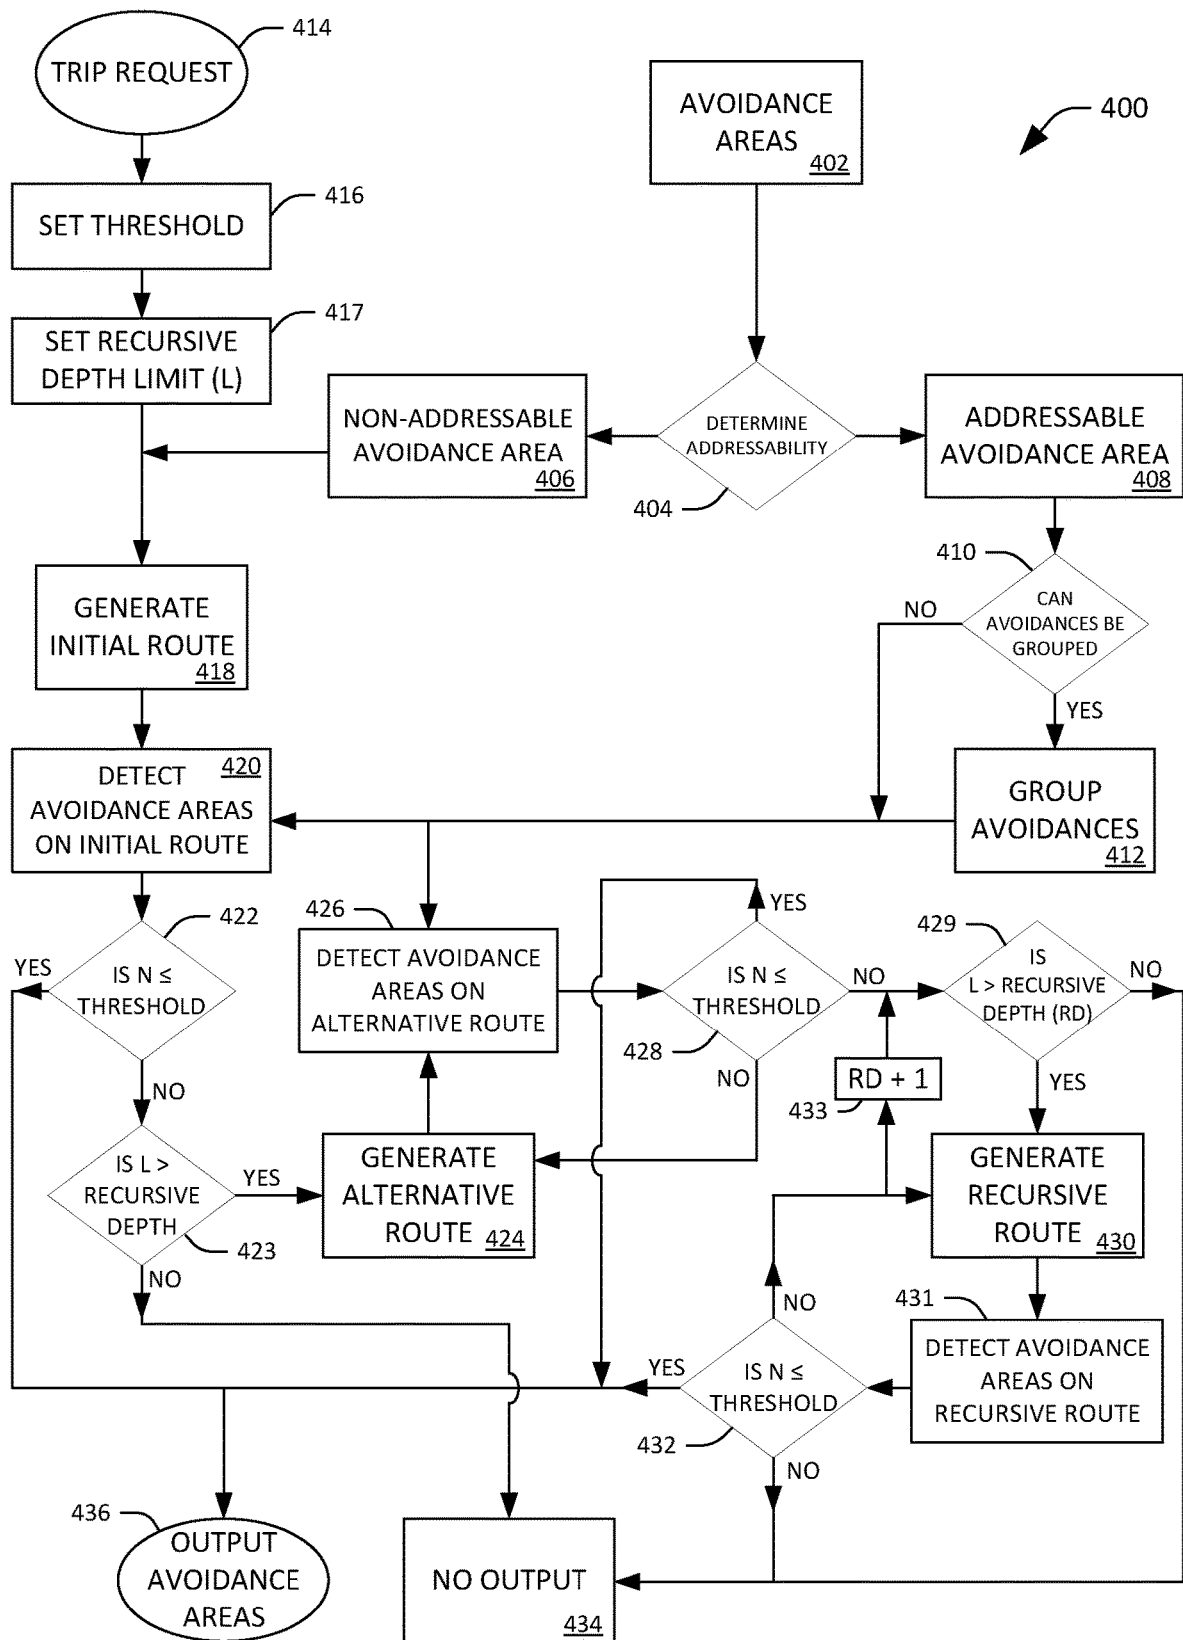 414
TRIP REQUEST
AVOIDANCE
AREAS
402
400
416
SET THRESHOLD
417
SET RECURSIVE
DEPTH LIMIT (L)
NON-ADDRESSABLE
AVOIDANCE AREA
406
DETERMINE
ADDRESSABILITY
404
ADDRESSABLE
AVOIDANCE AREA
408
410
CAN
AVOIDANCES BE
GROUPED
NO
YES
GENERATE
INITIAL ROUTE
418
420
DETECT
AVOIDANCE AREAS
ON INITIAL ROUTE
GROUP
AVOIDANCES
412
422
YES
IS N ≤
THRESHOLD
NO
426
DETECT AVOIDANCE
AREAS ON
ALTERNATIVE ROUTE
YES
IS N ≤
THRESHOLD
428
NO
NO
429
IS
L > RECURSIVE
DEPTH (RD)
NO
YES
RD + 1
433
IS L >
RECURSIVE
DEPTH
423
YES
NO
GENERATE
ALTERNATIVE
ROUTE
424
GENERATE
RECURSIVE
ROUTE
430
431
DETECT AVOIDANCE
AREAS ON
RECURSIVE ROUTE
NO
YES
IS N ≤
THRESHOLD
432
NO
436
OUTPUT
AVOIDANCE
AREAS
NO OUTPUT
434